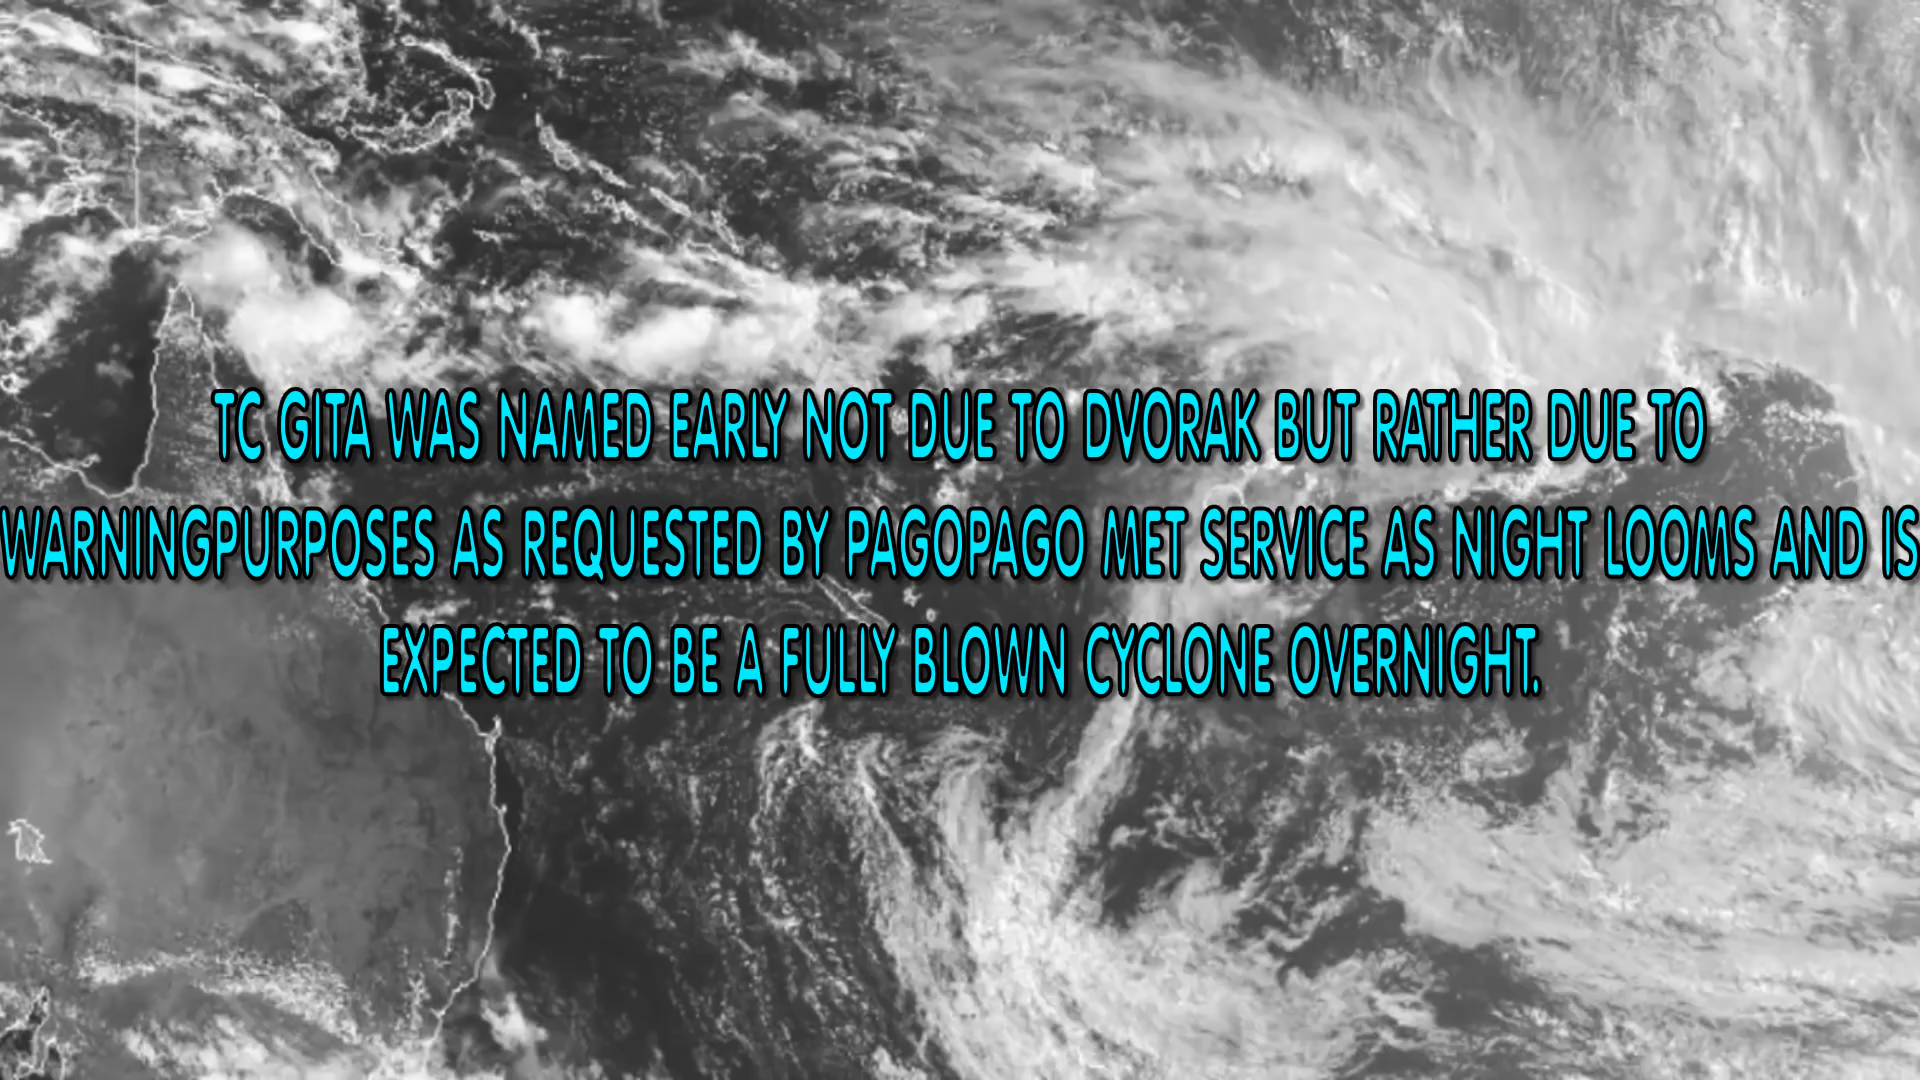 TC GITA WAS NAMED EARLY NOT DUE TO DVORAK BUT RATHER DUE TO
WARNINGPURPOSES AS REQUESTED BY PAGOPAGO MET SERVICE AS NIGHT LOOMS AND IS
EXPECTED TO BE A FULLY BLOWN CYCLONE OVERNIGHT.